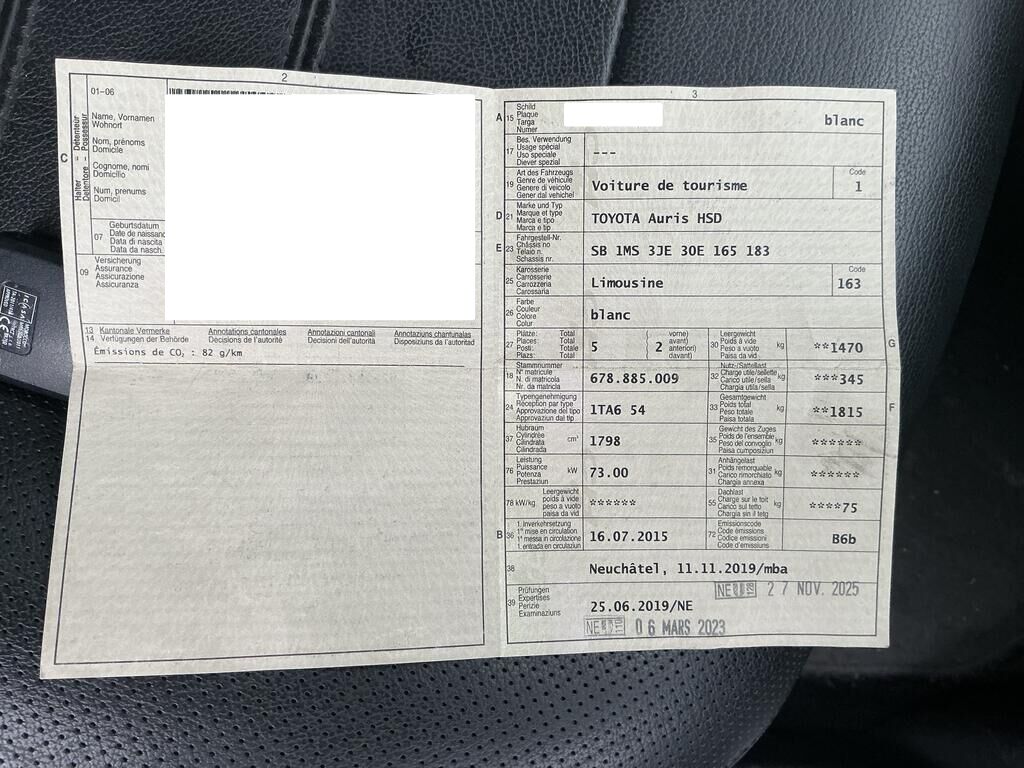 2
01-06
C
Halter – Détenteur
Detentore – Possessur
Name, Vornamen
Wohnort
Nom, prénoms
Domicile
Cognome, nomi
Domicilio
Num, prenums
Domicil
07
Geburtsdatum
Date de naissanc
Data di nascita
Data da nasch.
09
Versicherung
Assurance
Assicurazione
Assicuranza
13 Kantonale Vermerke Annotations cantonales Annotazioni cantonali Annotaziuns chantunalas
14 Verfügungen der Behörde Décisions de l'autorité Decisioni dell'autorità Disposiziuns da l'autoritad
Émissions de CO₂ : 82 g/km
3
A 15
Schild
Plaque
Targa
Numer
blanc
17
Bes. Verwendung
Usage spécial
Uso speciale
Diever spezial
---
19
Art des Fahrzeugs
Genre de véhicule
Genere di veicolo
Gener dal vehichel
Voiture de tourisme
Code
1
D 21
Marke und Typ
Marque et type
Marca e tipo
Marca e tip
TOYOTA Auris HSD
E 23
Fahrgestell-Nr.
Châssis no
Telaio n.
Schassis nr.
SB 1MS 3JE 30E 165 183
25
Karosserie
Carrosserie
Carrozzeria
Carossaria
Limousine
Code
163
26
Farbe
Couleur
Colore
Colur
blanc
27
Plätze: Total
Places: Total
Posti: Totale
Plazs: Total
5
( vorne)
( avant)
( anteriori)
( davant)
2
30
Leergewicht
Poids à vide
Peso a vuoto
Paisa da vid
kg
**1470
G
18
Stammnummer
N° matricule
N. di matricola
Nr. da matricla
678.885.009
32
Nutz-/Sattellast
Charge utile/sellette
Carico utile/sella
Chargia utila/sella
kg
***345
24
Typengenehmigung
Réception par type
Approvazione del tipo
Approvaziun dal tip
1TA6 54
33
Gesamtgewicht
Poids total
Peso totale
Paisa totala
kg
**1815
F
37
Hubraum
Cylindrée
Cilindrata
Cilindrada
cm³
1798
35
Gewicht des Zuges
Poids de l'ensemble
Peso del convoglio
Paisa cumposiziun
kg
******
76
Leistung
Puissance
Potenza
Prestaziun
kW
73.00
31
Anhängelast
Poids remorquable
Carico rimorchiato
Chargia annexa
kg
******
78 kW/kg
Leergewicht
poids à vide
peso a vuoto
paisa da vid
******
55
Dachlast
Charge sur le toit
Carico sul tetto
Chargia sin il tetg
kg
****75
B 36
1. Inverkehrsetzung
1re mise en circulation
1a messa in circolazione
1. entrada en circulaziun
16.07.2015
72
Emissionscode
Code émissions
Codice emissioni
Code d'emissiuns
B6b
38
Neuchâtel, 11.11.2019/mba
39
Prüfungen
Expertises
Perizie
Examinaziuns
25.06.2019/NE
NE 2 7 NOV. 2025
NE 110 0 6 MARS 2023